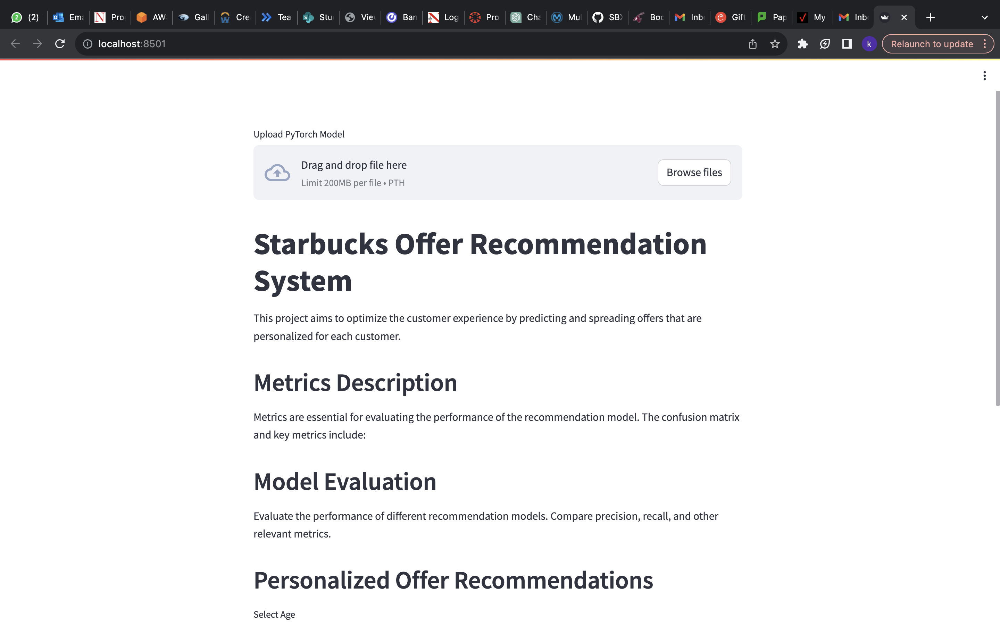 2 (2) Ema Pro AW Gall Cre Tea Stu Vie Ban Log Pro Cha Mul SBX Boo Inb Gift Pap My Inb
localhost:8501 k Relaunch to update
Upload PyTorch Model
Drag and drop file here
Limit 200MB per file • PTH
Browse files
Starbucks Offer Recommendation
System
This project aims to optimize the customer experience by predicting and spreading offers that are
personalized for each customer.
Metrics Description
Metrics are essential for evaluating the performance of the recommendation model. The confusion matrix
and key metrics include:
Model Evaluation
Evaluate the performance of different recommendation models. Compare precision, recall, and other
relevant metrics.
Personalized Offer Recommendations
Select Age